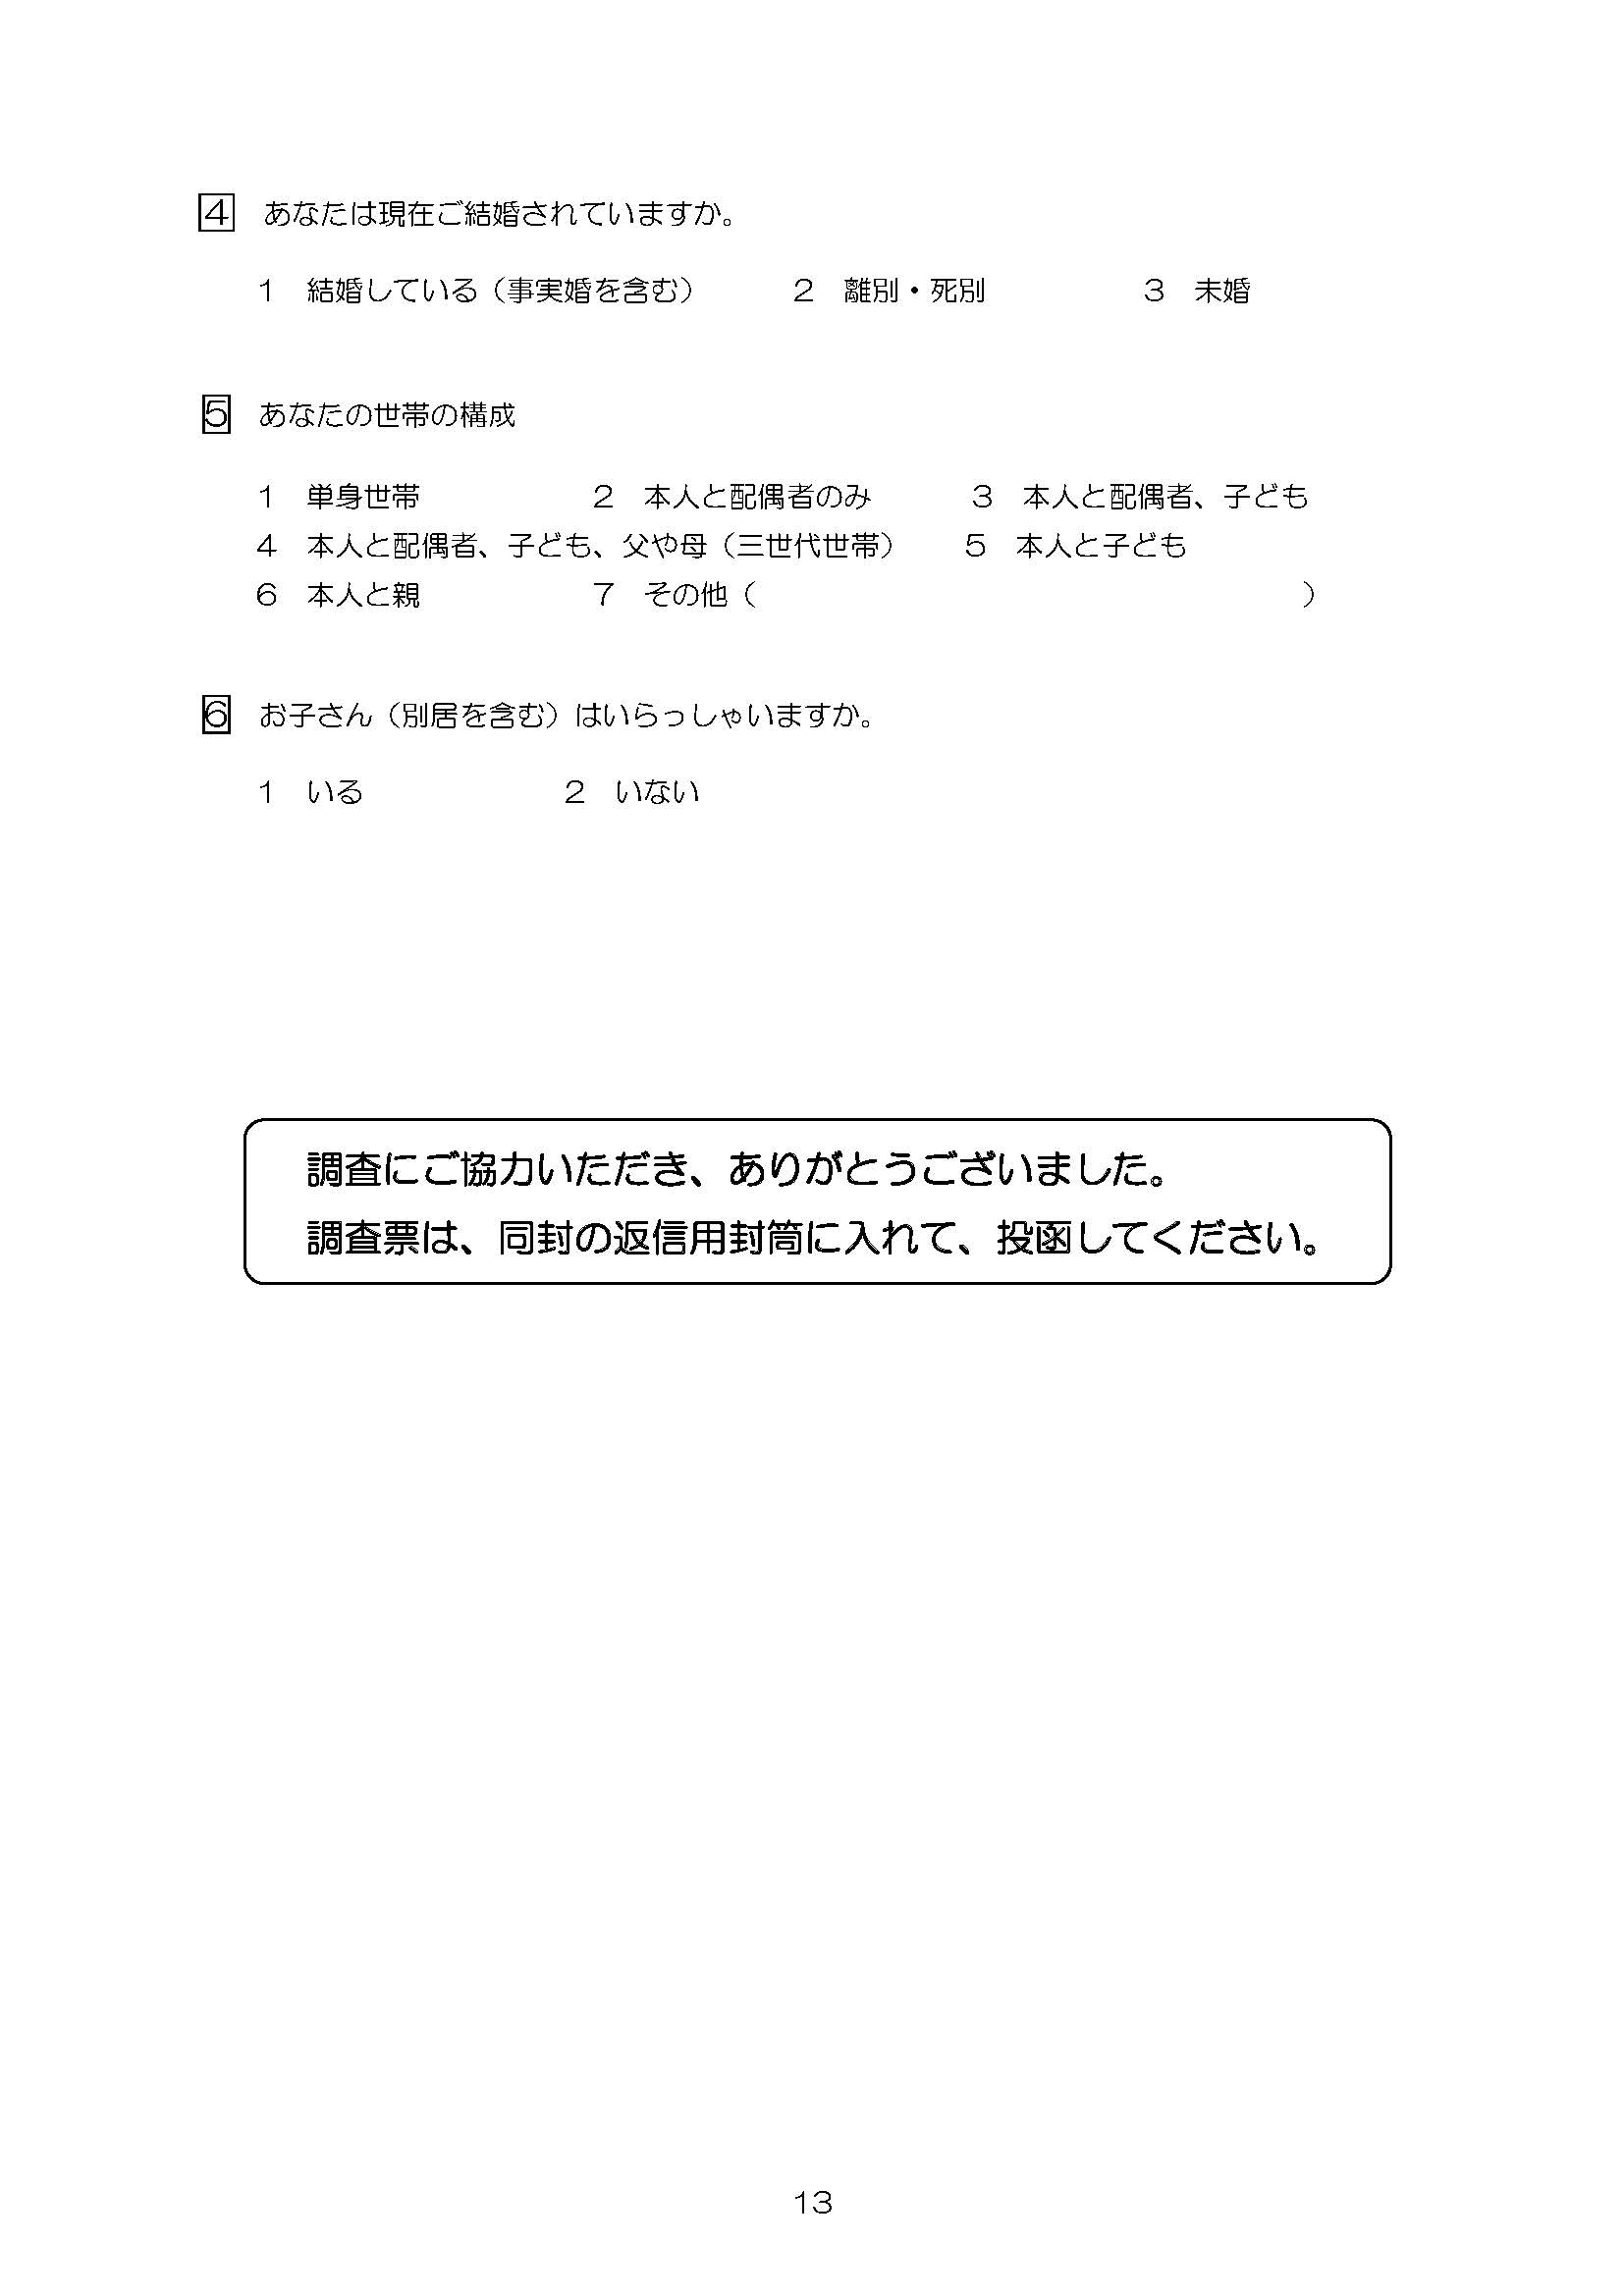 4 あなたは現在ご結婚されていますか。
1 結婚している（事実婚を含む） 2 離別・死別 3 未婚
5 あなたの世帯の構成
1 単身世帯 2 本人と配偶者のみ 3 本人と配偶者、子ども
4 本人と配偶者、子ども、父や母（三世代世帯） 5 本人と子ども
6 本人と親 7 その他（ ）
6 お子さん（別居を含む）はいらっしゃいますか。
1 いる 2 いない
調査にご協力いただき、ありがとうございました。
調査票は、同封の返信用封筒に入れて、投函してください。
13